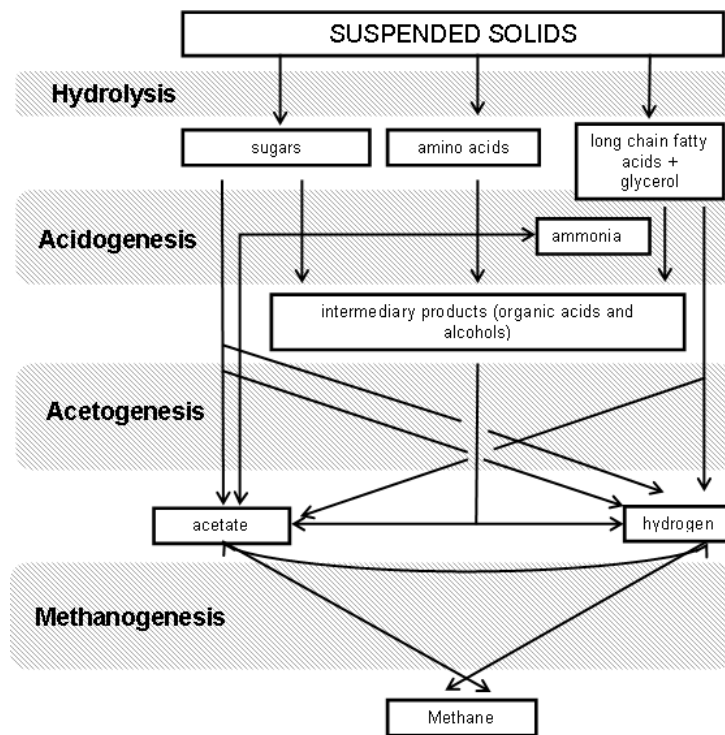 SUSPENDED SOLIDS
Hydrolysis
sugars
amino acids
long chain fatty
acids +
glycerol
Acidogenesis
ammonia
intermediary products (organic acids and
alcohols)
Acetogenesis
acetate
hydrogen
Methanogenesis
Methane